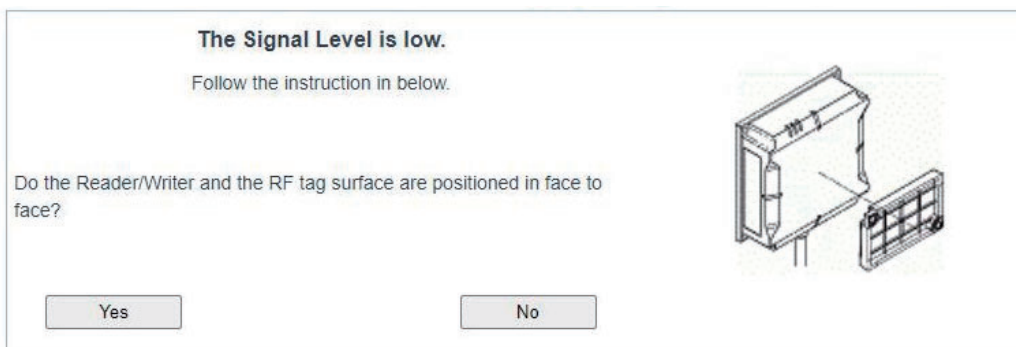 The Signal Level is low.
Follow the instruction in below.
Do the Reader/Writer and the RF tag surface are positioned in face to
face?
Yes
No